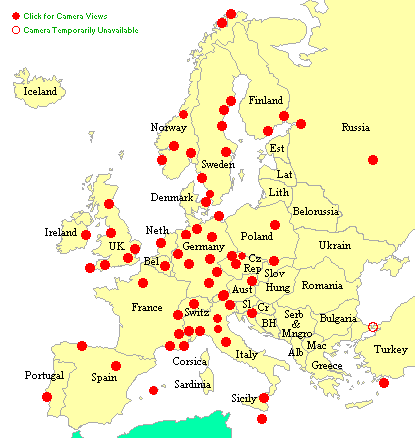 Click for Camera Views
Camera Temporarily Unavailable
Iceland
Finland
Norway
Russia
Est
Sweden
Lat
Lith
Denmark
Belorussia
Ireland
Neth
UK
Poland
Germany
Ukrain
Bel
Cz
Rep
Slov
Aust
Hung
Romania
France
Switz
Sl
Cr
Serb
&
Mngro
BH
Bulgaria
Italy
Mac
Alb
Turkey
Corsica
Greece
Portugal
Spain
Sardinia
Sicily